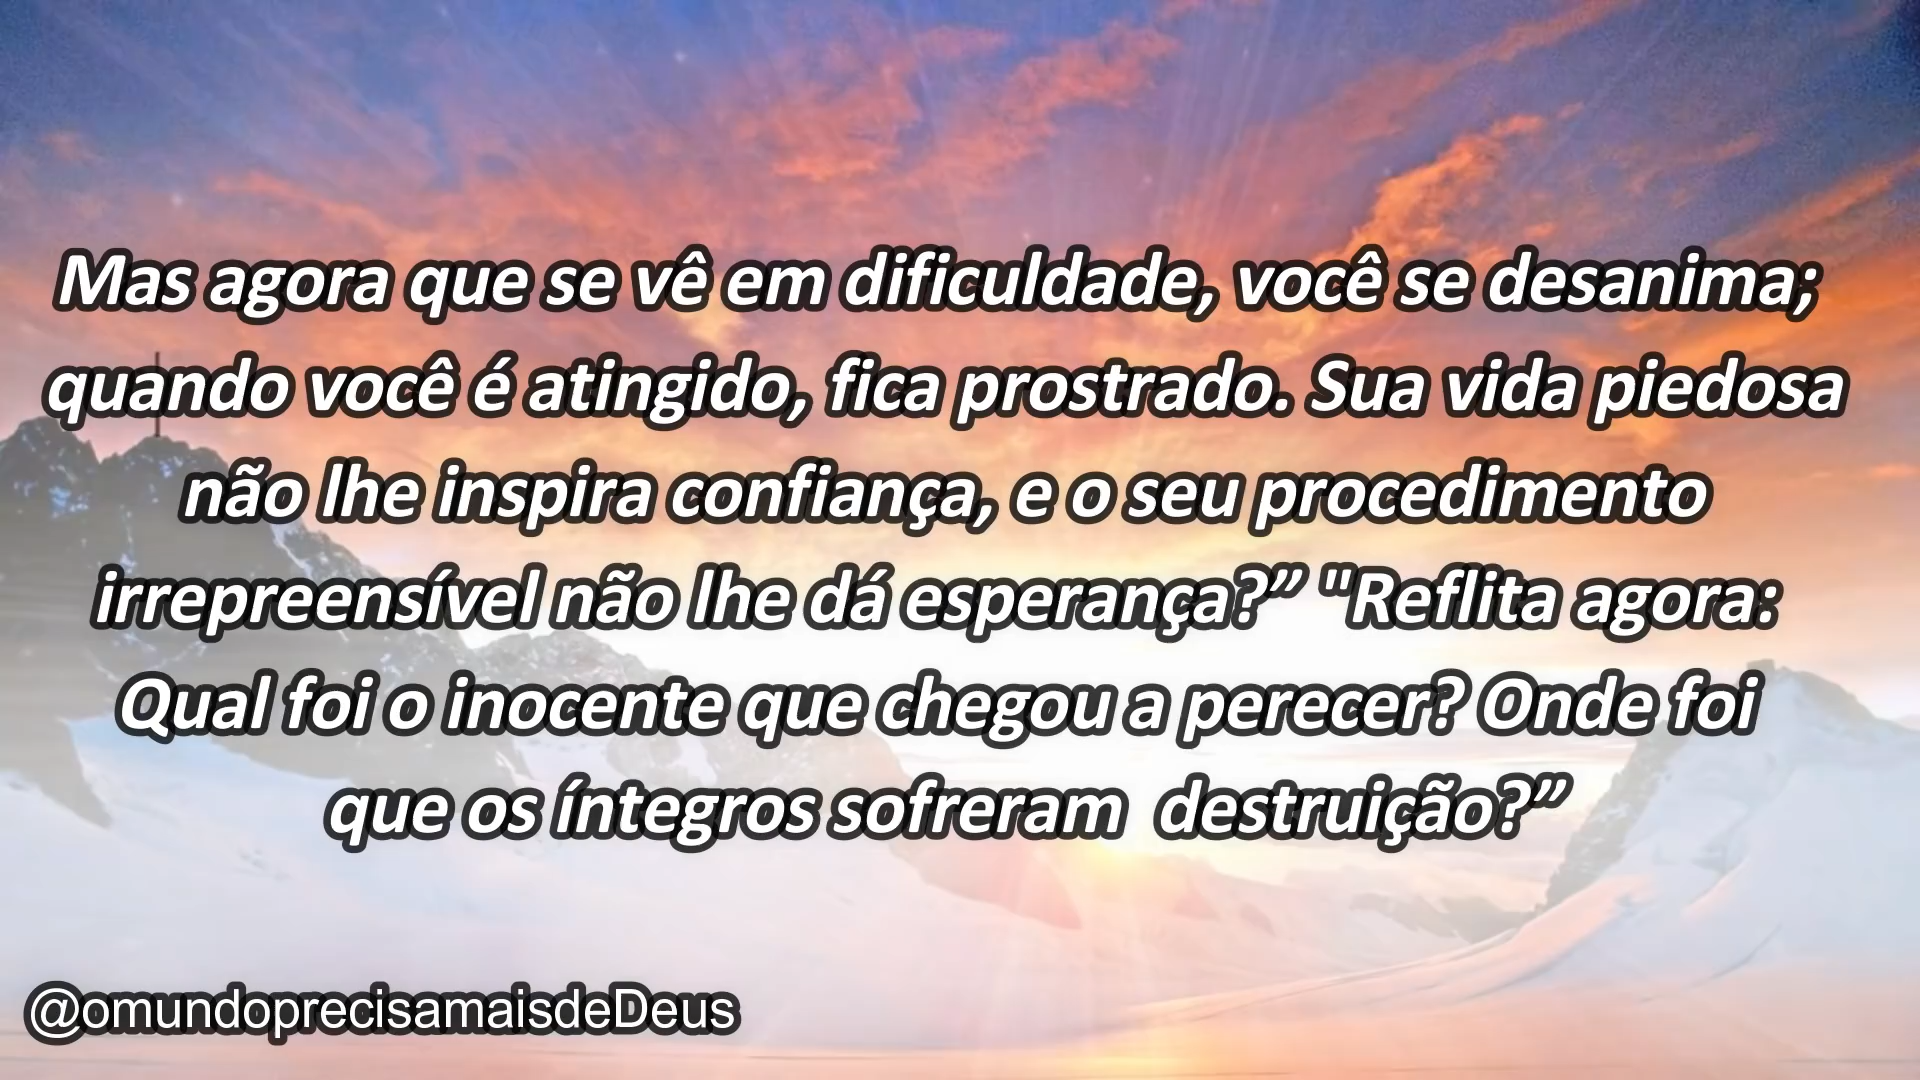 Mas agora que se vê em dificuldade, você se desanima;
quando você é atingido, fica prostrado. Sua vida piedosa
não lhe inspira confiança, e o seu procedimento
irrepreensível não lhe dá esperança?” "Reflita agora:
Qual foi o inocente que chegou a perecer? Onde foi
que os íntegros sofreram  destruição?”
@omundoprecisamaisdeDeus